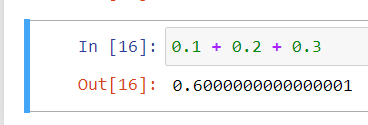 In [16]: 0.1 + 0.2 + 0.3
Out[16]: 0.6000000000000001